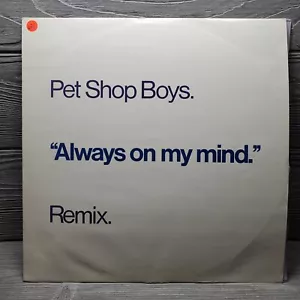 Pet Shop Boys.
“Always on my mind.”
Remix.